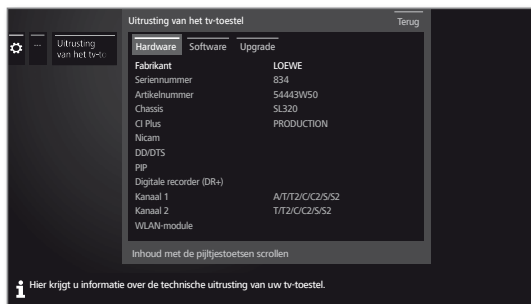 Uitrusting van het tv-toestel
Terug
...
Uitrusting
van het tv-to
Hardware Software Upgrade
Fabrikant LOEWE
Seriennummer 834
Artikelnummer 54443W50
Chassis SL320
CI Plus PRODUCTION
Nicam
DD/DTS
PIP
Digitale recorder (DR+)
Kanaal 1 A/T/T2/C/C2/S/S2
Kanaal 2 T/T2/C/C2/S/S2
WLAN-module
Inhoud met de pijltjestoetsen scrollen
Hier krijgt u informatie over de technische uitrusting van uw tv-toestel.